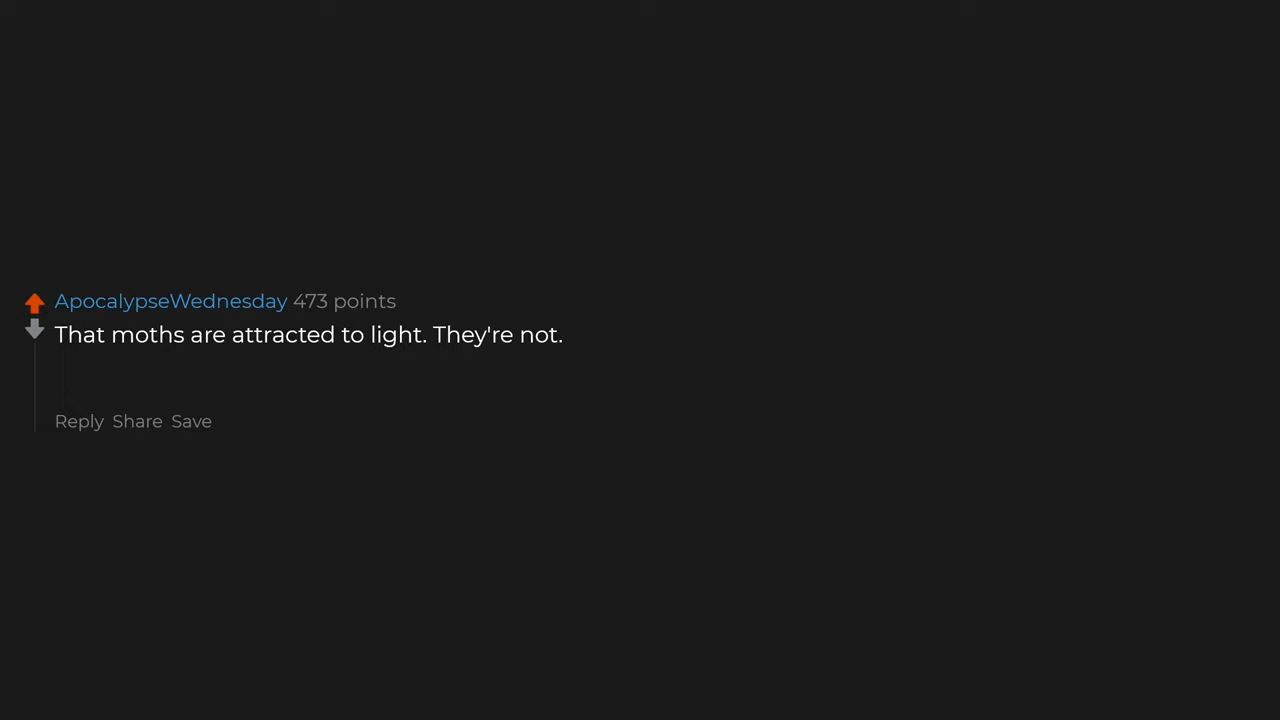 ApocalypseWednesday 473 points
That moths are attracted to light. They're not.
Reply Share Save